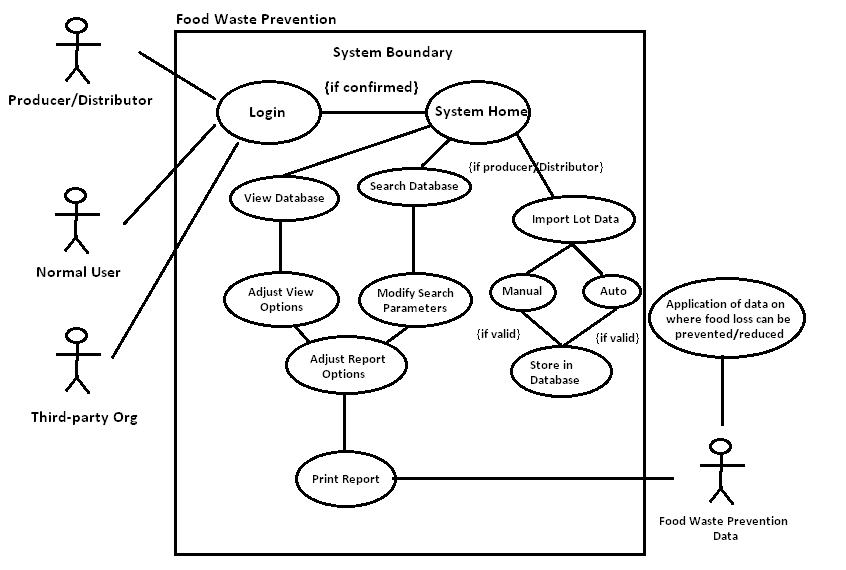 Food Waste Prevention
System Boundary
Producer/Distributor
{if confirmed}
Login
System Home
{if producer/Distributor}
View Database
Search Database
Import Lot Data
Normal User
Adjust View
Options
Modify Search
Parameters
Manual
Auto
Application of data on
where food loss can be
prevented/reduced
{if valid}
{if valid}
Adjust Report
Options
Store in
Database
Third-party Org
Print Report
Food Waste Prevention
Data